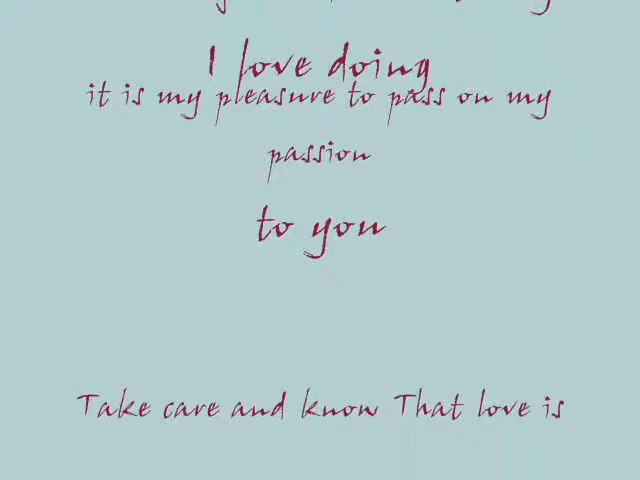 I love doing
it is my pleasure to pass on my
passion
to you
Take care and know That love is